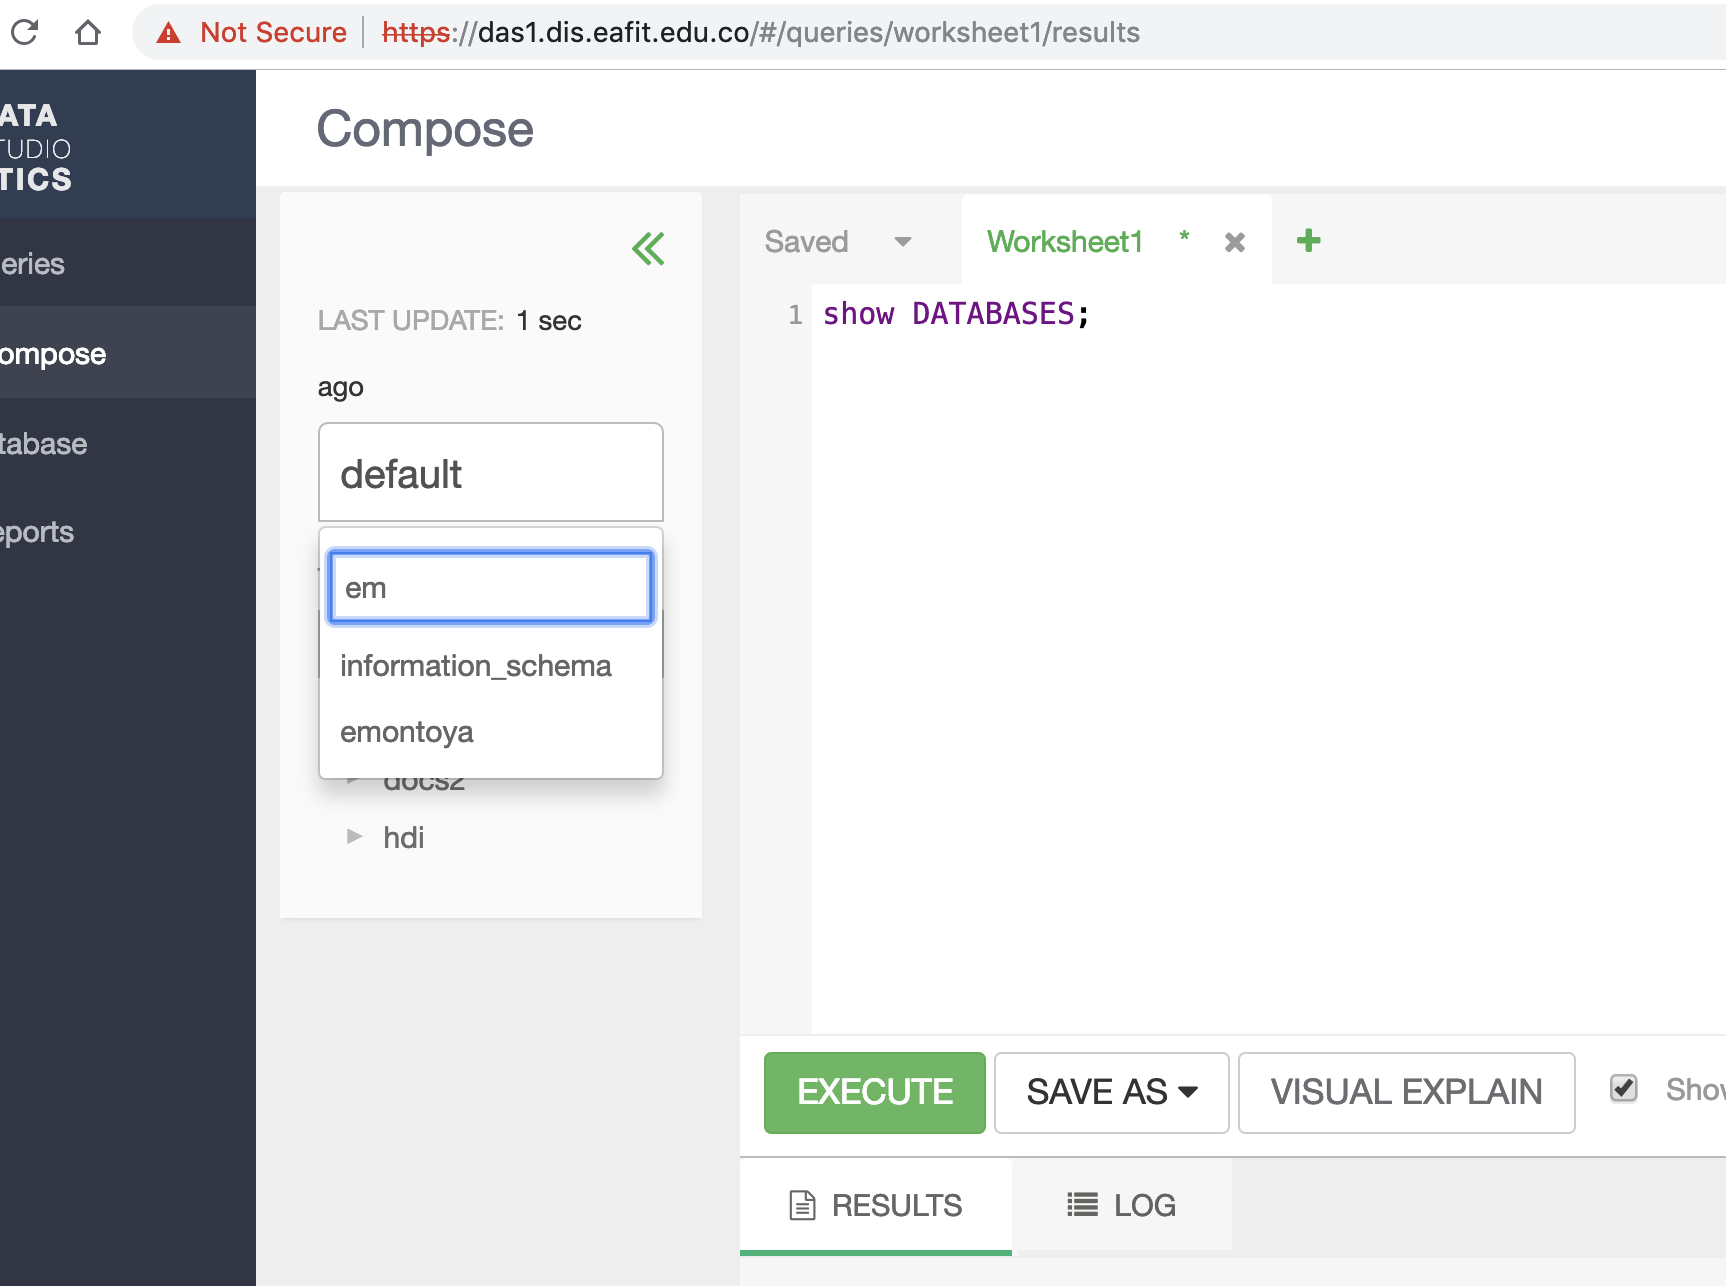 Not Secure https://das1.dis.eafit.edu.co/#/queries/worksheet1/results
ATA
TUDIO
TICS
eries
ompose
tabase
eports
Compose
LAST UPDATE: 1 sec
ago
default
em
information_schema
emontoya
docs2
hdi
Saved
Worksheet1 *
1 show DATABASES;
EXECUTE
SAVE AS
VISUAL EXPLAIN
Show
RESULTS
LOG